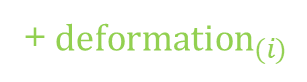 + deformation₍ᵢ₎